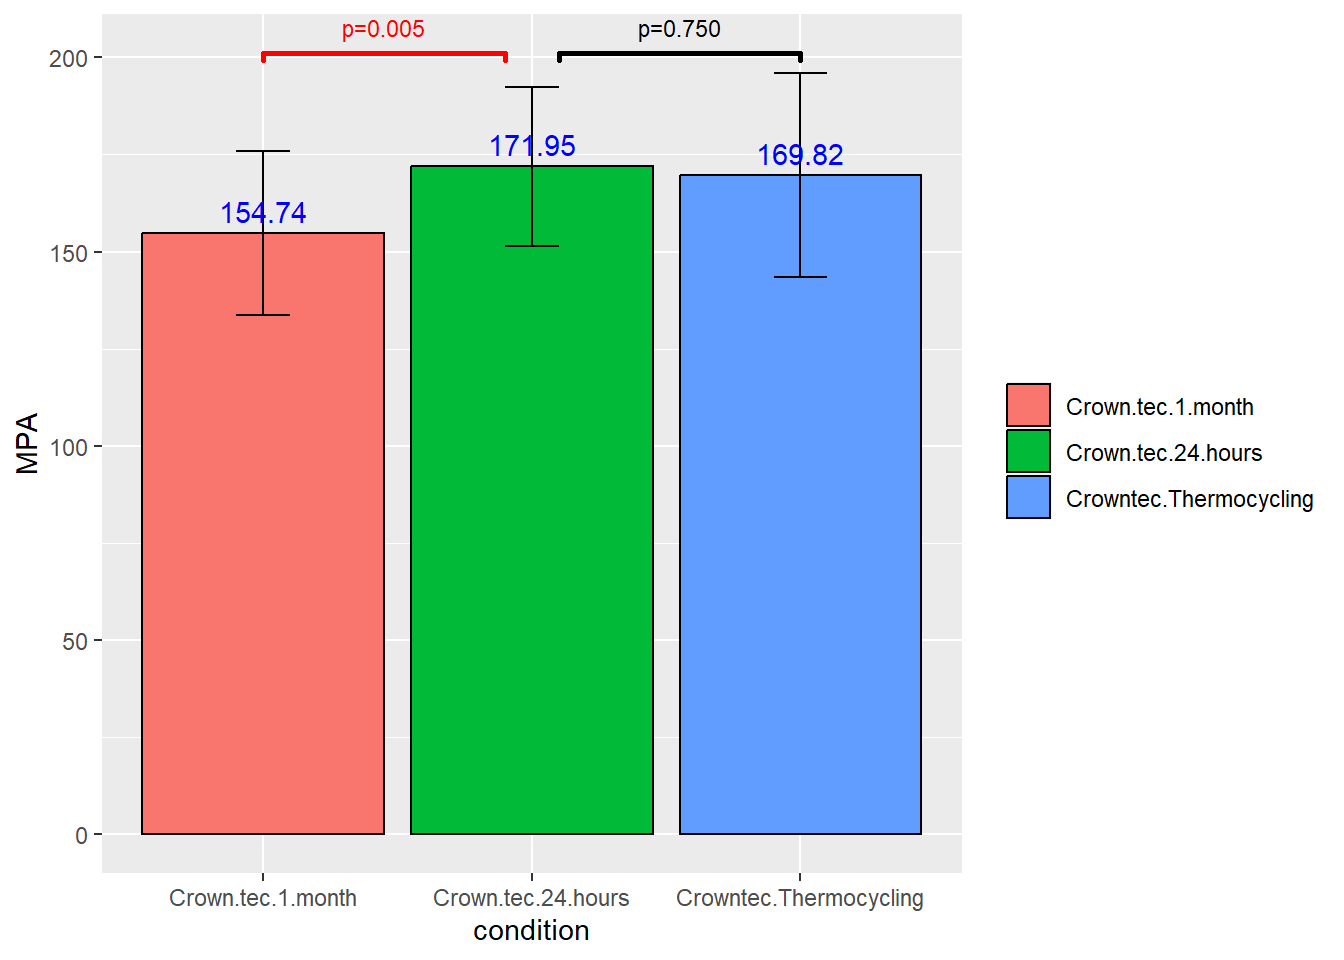 p=0.005
p=0.750
200
171.95
169.82
154.74
150
100
50
0
MPA
Crown.tec.1.month
Crown.tec.24.hours
Crowntec.Thermocycling
condition
Crown.tec.1.month
Crown.tec.24.hours
Crowntec.Thermocycling